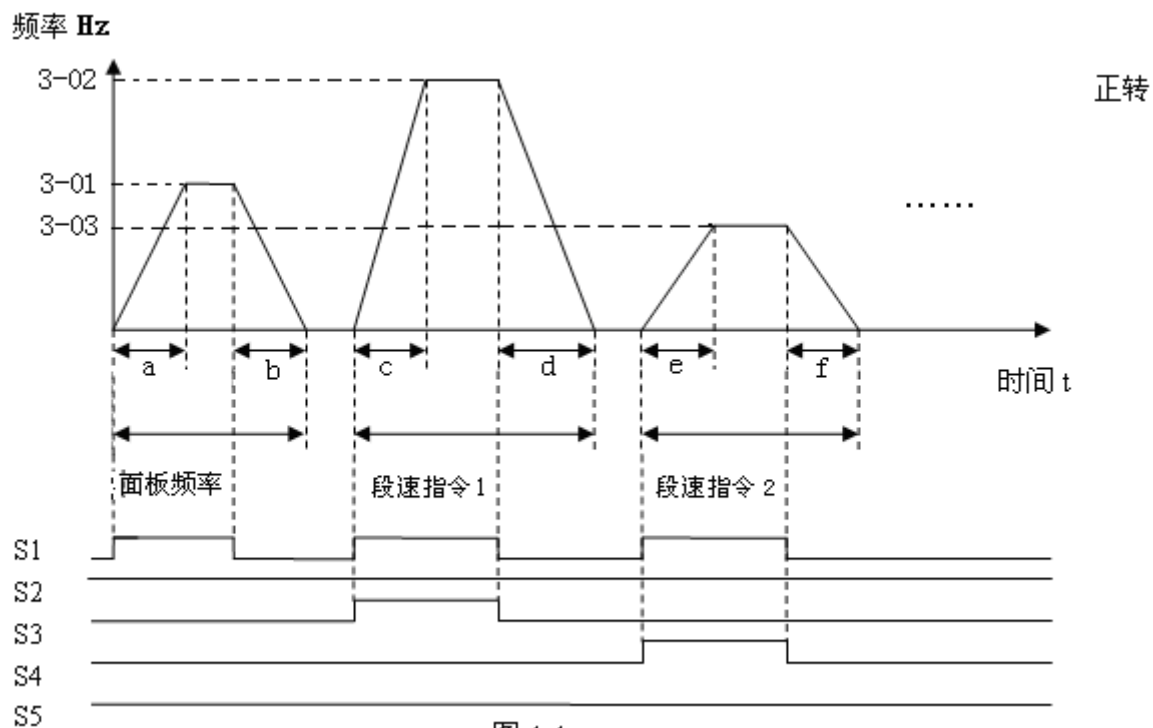 频率 Hz
3-02
正转
3-01
3-03
......
a
b
c
d
e
f
时间 t
面板频率
段速指令1
段速指令2
S1
S2
S3
S4
S5